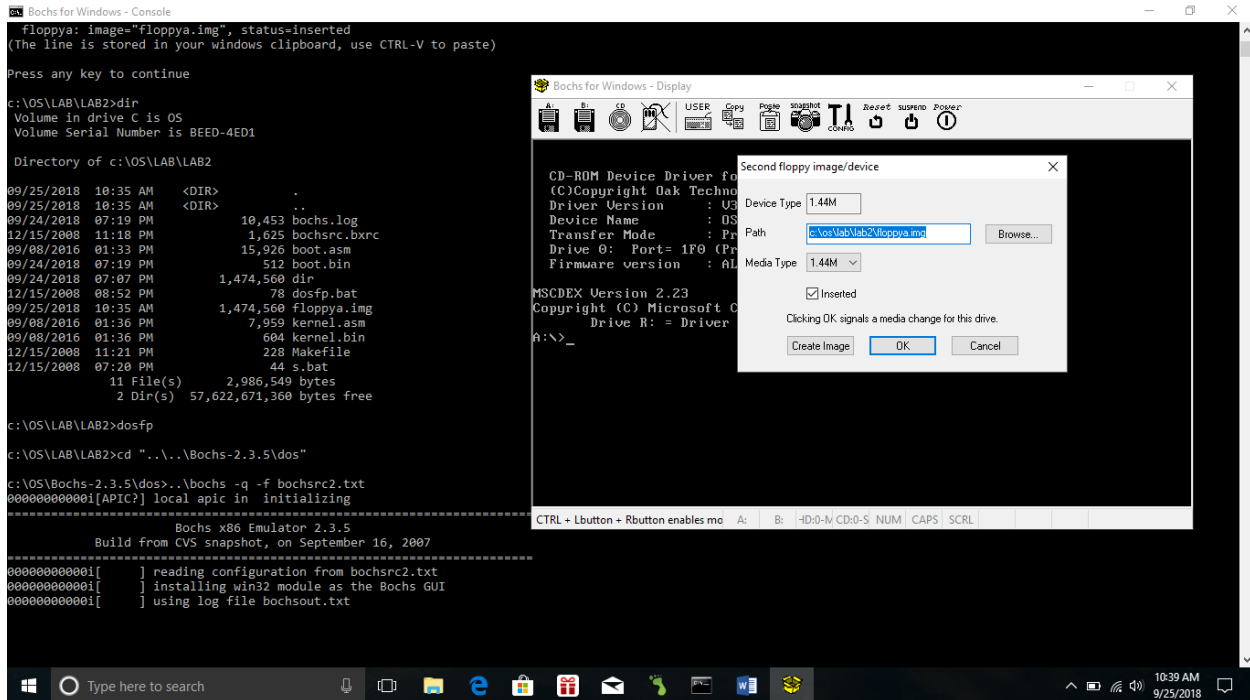 Bochs for Windows - Console
floppya: image="floppya.img", status=inserted
(The line is stored in your windows clipboard, use CTRL-V to paste)
Press any key to continue
c:\OS\LAB\LAB2>dir
Volume in drive C is OS
Volume Serial Number is BEED-4ED1
Directory of c:\OS\LAB\LAB2
09/25/2018 10:35 AM <DIR> .
09/25/2018 10:35 AM <DIR> ..
09/24/2018 07:19 PM 10,453 bochs.log
12/15/2008 11:18 PM 1,625 bochsrc.bxrc
09/08/2016 01:33 PM 15,926 boot.asm
09/24/2018 07:19 PM 512 boot.bin
09/24/2018 07:07 PM 1,474,560 dir
12/15/2008 08:52 PM 78 dosfp.bat
09/25/2018 10:35 AM 1,474,560 floppya.img
09/08/2016 01:36 PM 7,959 kernel.asm
09/08/2016 01:36 PM 604 kernel.bin
12/15/2008 11:21 PM 228 Makefile
12/15/2008 07:20 PM 44 s.bat
11 File(s) 2,986,549 bytes
2 Dir(s) 57,622,671,360 bytes free
c:\OS\LAB\LAB2>dosfp
c:\OS\LAB\LAB2>cd "..\..\Bochs-2.3.5\dos"
c:\OS\Bochs-2.3.5\dos>..\bochs -q -f bochsrc2.txt
00000000000i[APIC?] local apic in initializing
========================================================================
Bochs x86 Emulator 2.3.5
Build from CVS snapshot, on September 16, 2007
========================================================================
00000000000i[ ] reading configuration from bochsrc2.txt
00000000000i[ ] installing win32 module as the Bochs GUI
00000000000i[ ] using log file bochsout.txt
Bochs for Windows - Display
A: B: CD USER Copy Paste snapshot CONFIG Reset SUSPEND Power
CD-ROM Device Driver fo
(C)Copyright Oak Techno
Driver Version : V3
Device Name : OS
Transfer Mode : Pr
Drive 0: Port= 1F0 (Pr
Firmware version : AL
MSCDEX Version 2.23
Copyright (C) Microsoft C
Drive R: = Driver
A:\>_
Second floppy image/device
Device Type 1.44M
Path c:\os\lab\lab2\floppya.img Browse...
Media Type 1.44M
Inserted
Clicking OK signals a media change for this drive.
Create Image OK Cancel
CTRL + Lbutton + Rbutton enables mo A: B: HD:0-M CD:0-S NUM CAPS SCRL
Type here to search
10:39 AM
9/25/2018